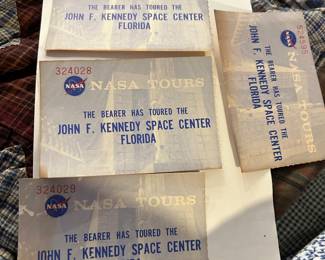 THE BEARER HAS TOURED THE
JOHN F. KENNEDY SPACE CENTER
FLORIDA
324028
NASA
NASA TOURS
THE BEARER HAS TOURED THE
JOHN F. KENNEDY SPACE CENTER
FLORIDA
324029
NASA
NASA TOURS
THE BEARER HAS TOURED THE
JOHN F. KENNEDY SPACE CENTER
NASA
NASA TOURS
THE BEARER HAS TOURED THE
JOHN F. KENNEDY SPACE CENTER
FLORIDA